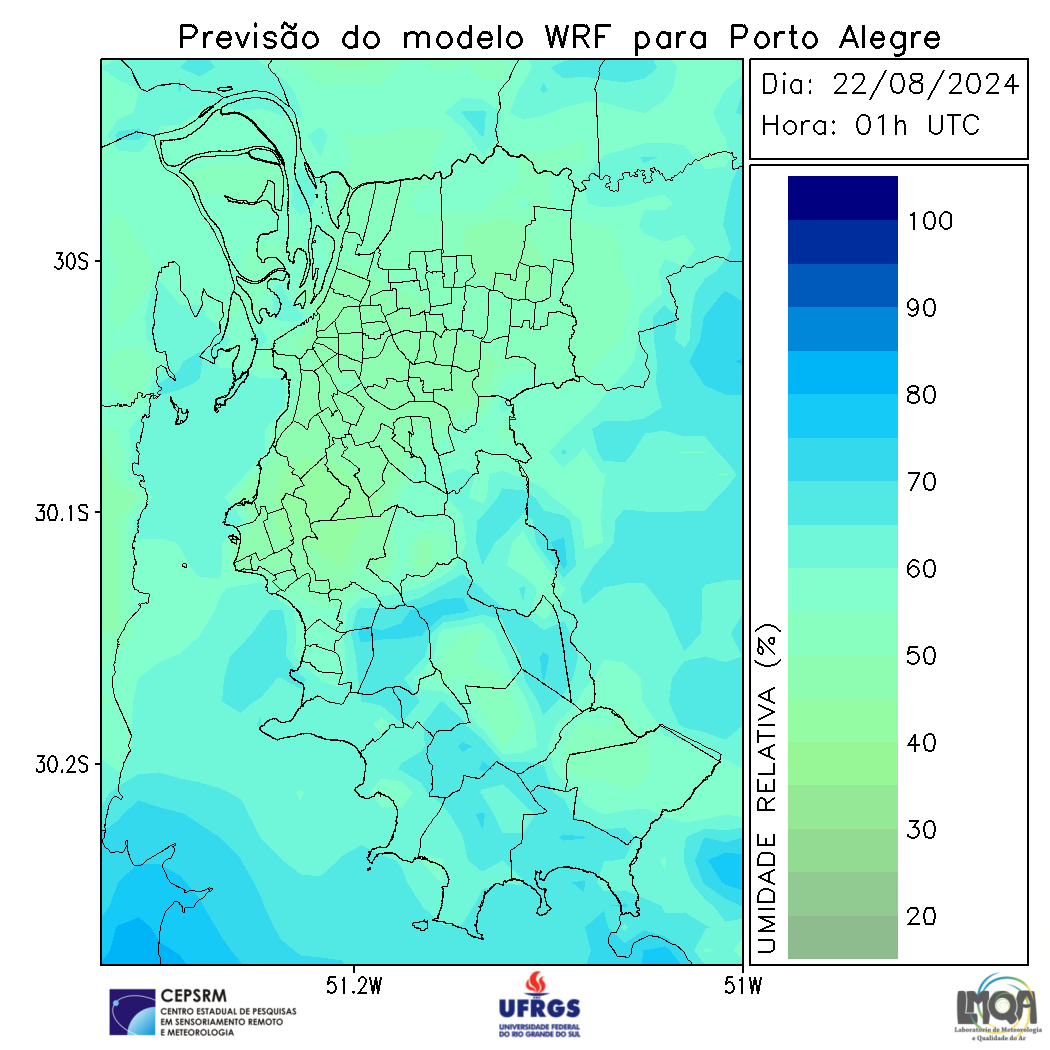 Previsão do modelo WRF para Porto Alegre
Dia: 22/08/2024
Hora: 01h UTC
100
90
80
70
60
50
40
30
20
UMIDADE RELATIVA (%)
30S
30.1S
30.2S
51.2W
51W
CEPSRM
CENTRO ESTADUAL DE PESQUISAS
EM SENSORIAMENTO REMOTO
E METEOROLOGIA
UFRGS
UNIVERSIDADE FEDERAL
DO RIO GRANDE DO SUL
LMQA
Laboratório de Meteorologia
e Qualidade do Ar